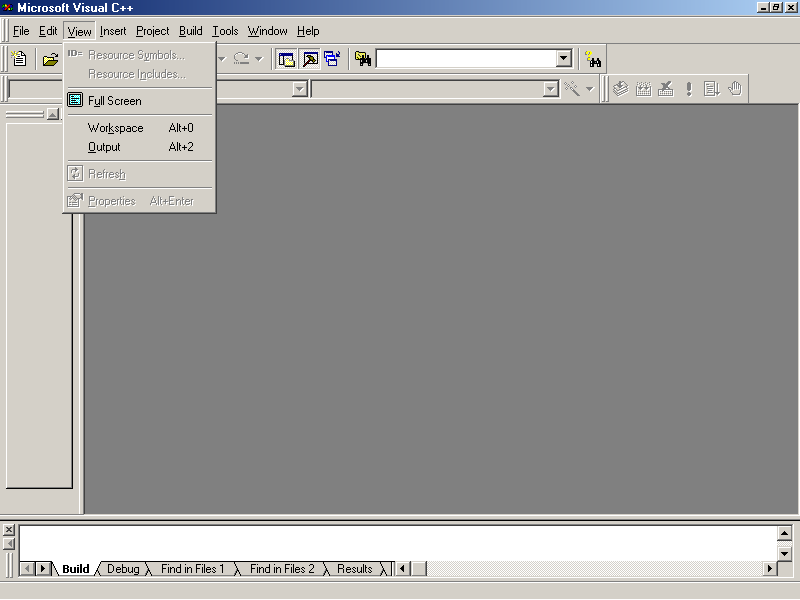 Microsoft Visual C++
File Edit View Insert Project Build Tools Window Help
ID= Resource Symbols...
Resource Includes...
Full Screen
Workspace Alt+0
Output Alt+2
Refresh
Properties Alt+Enter
Build Debug Find in Files 1 Find in Files 2 Results